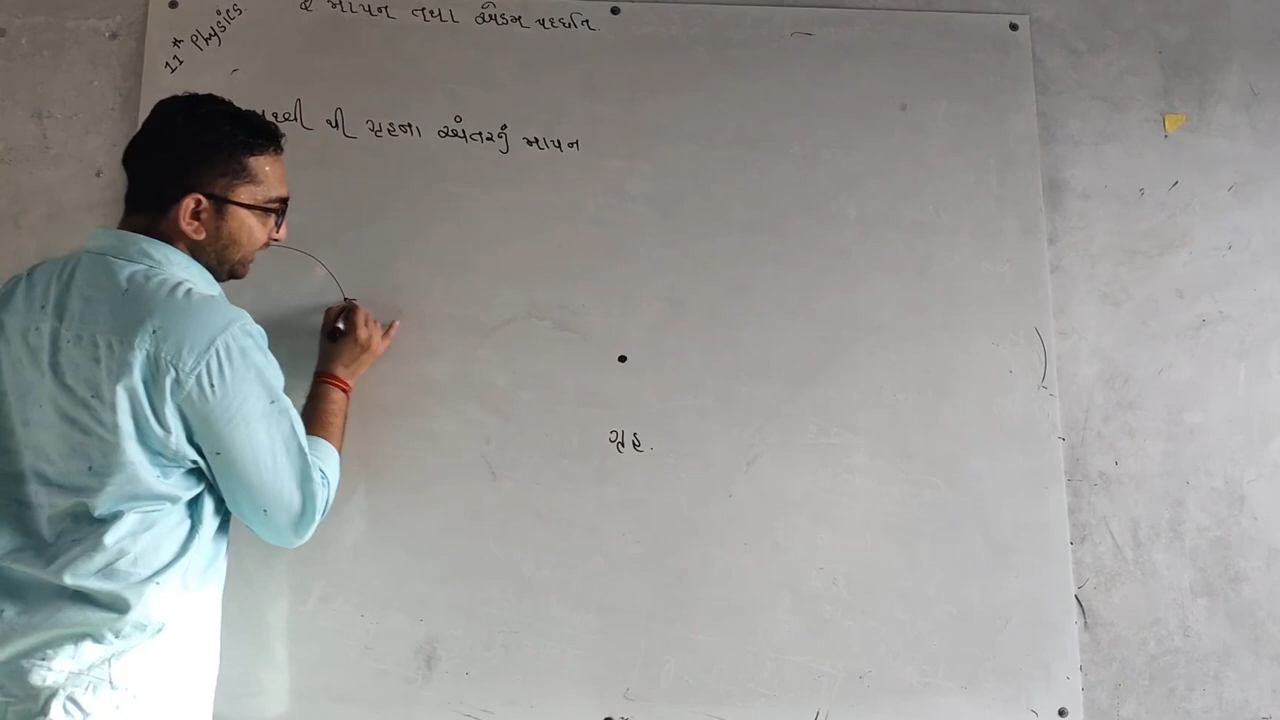 11th Physics.
માપન તથા એકમ પદ્ધતિ.
થી ગ્રહના અંતરનું માપન
ગ્રહ.